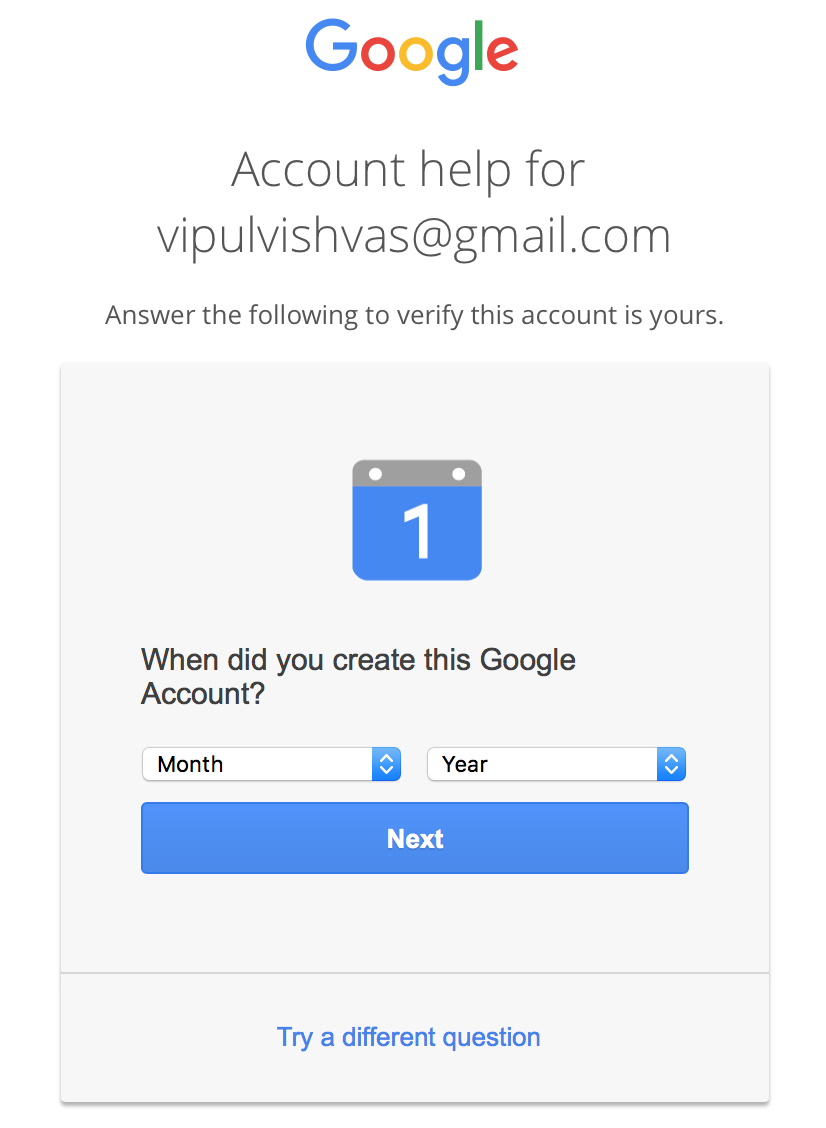 Google
Account help for
vipulvishvas@gmail.com
Answer the following to verify this account is yours.
1
When did you create this Google
Account?
Month Year
Next
Try a different question